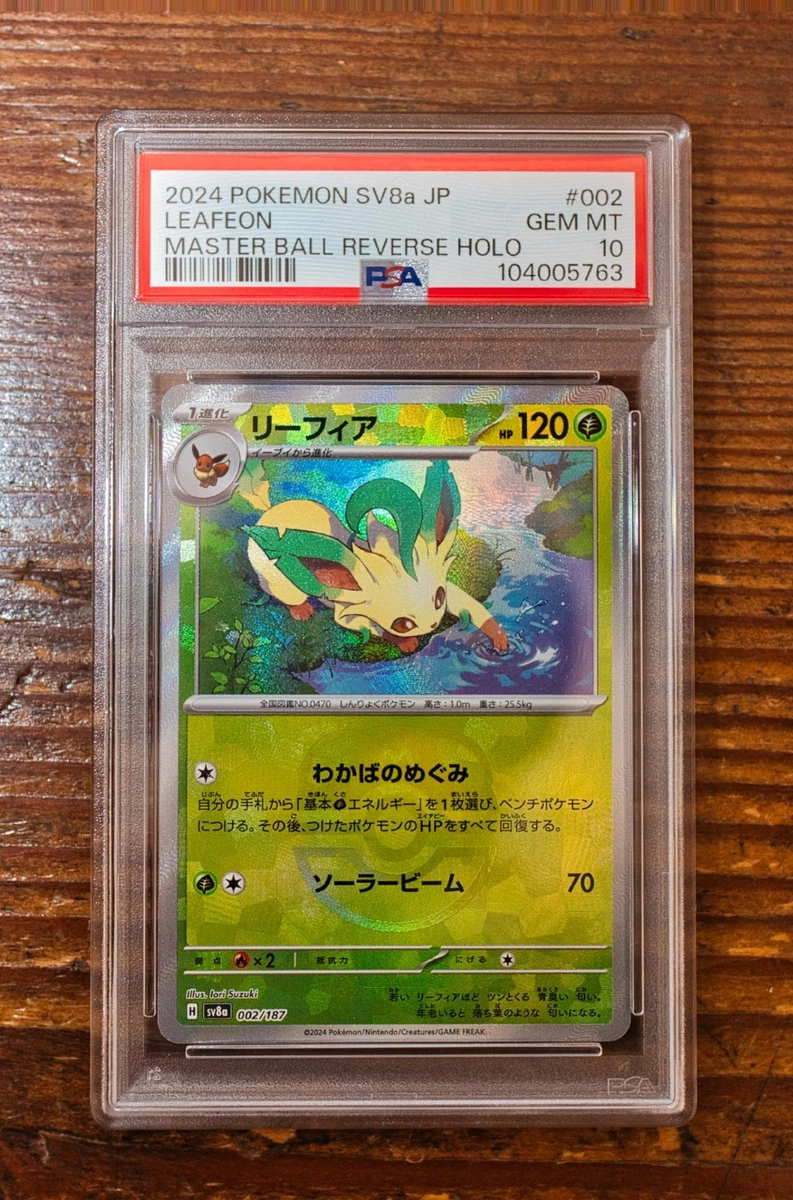 2024 POKEMON SV8a JP #002
LEAFEON GEM MT
MASTER BALL REVERSE HOLO 10
PSA 104005763
1進化 リーフィア HP 120
イーブイから進化
全国図鑑NO.0470 しんりょくポケモン 高さ:1.0m 重さ:25.5kg
わかばのめぐみ
自分の手札から「基本エネルギー」を1枚選び、ベンチポケモン
につける。その後、つけたポケモンのHPをすべて回復する。
ソーラービーム 70
弱点 ×2 抵抗力 にげる
Illus. Iori Suzuki
若い リーフィアほど ツンとくる 青臭い 匂い。
H sv8a 002/187
年老いると 落ち葉のような 匂いになる。
©2024 Pokémon/Nintendo/Creatures/GAME FREAK.
PSA